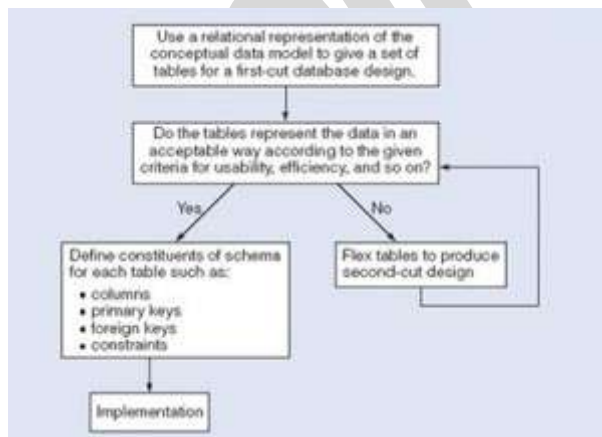 Use a relational representation of the
conceptual data model to give a set of
tables for a first-cut database design.
Do the tables represent the data in an
acceptable way according to the given
criteria for usability, efficiency, and so on?
Yes
No
Define constituents of schema
for each table such as:
• columns
• primary keys
• foreign keys
• constraints
Flex tables to produce
second-cut design
Implementation